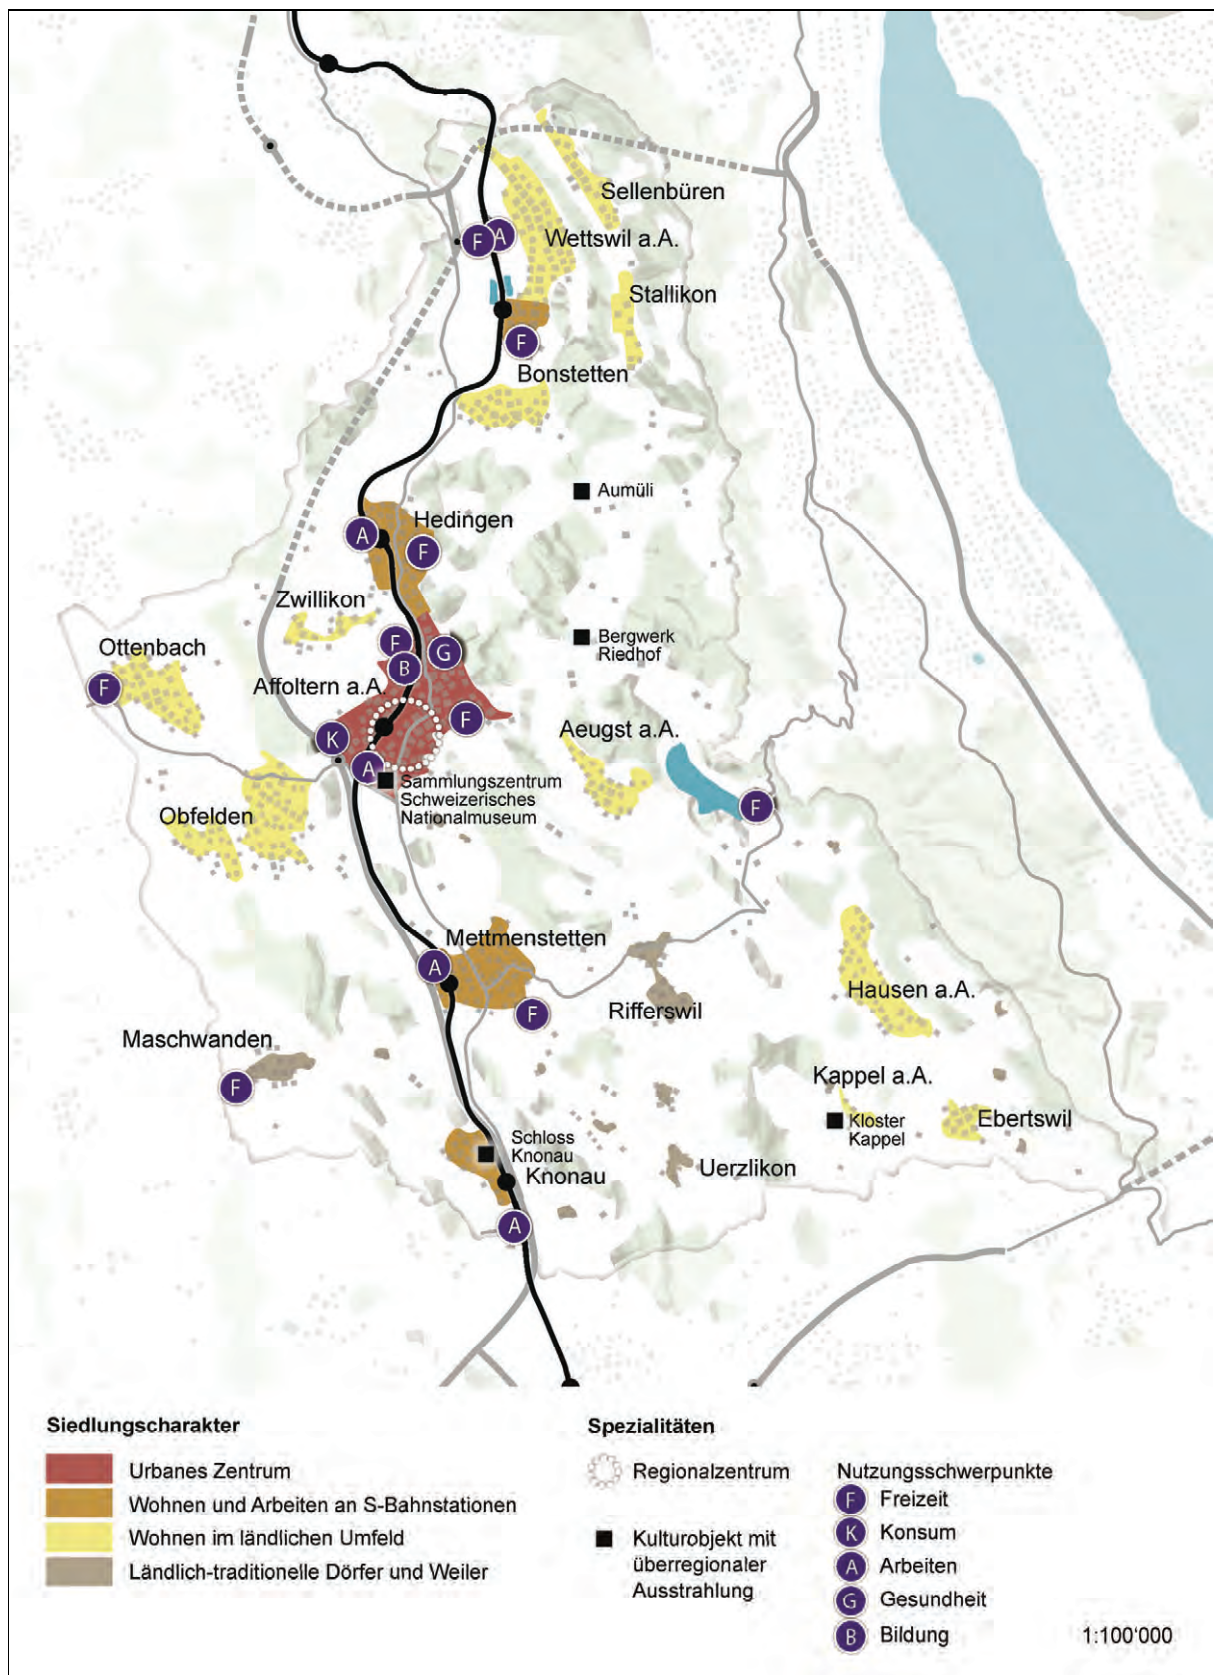 Sellenbüren
Wettswil a.A.
F
A
Stallikon
F
Bonstetten
Aumüli
Hedingen
A
F
Zwillikon
Bergwerk
Riedhof
Ottenbach
F
F
G
B
Affoltern a.A.
F
K
Aeugst a.A.
A
Sammlungszentrum
Schweizerisches
Nationalmuseum
F
Obfelden
Mettmenstetten
A
F
Rifferswil
Hausen a.A.
Maschwanden
F
Kappel a.A.
Kloster
Kappel
Ebertswil
Schloss
Knonau
Knonau
Uerzlikon
A
Siedlungscharakter
Urbanes Zentrum
Wohnen und Arbeiten an S-Bahnstationen
Wohnen im ländlichen Umfeld
Ländlich-traditionelle Dörfer und Weiler
Spezialitäten
Regionalzentrum
Kulturobjekt mit
überregionaler
Ausstrahlung
Nutzungsschwerpunkte
F Freizeit
K Konsum
A Arbeiten
G Gesundheit
B Bildung
1:100'000